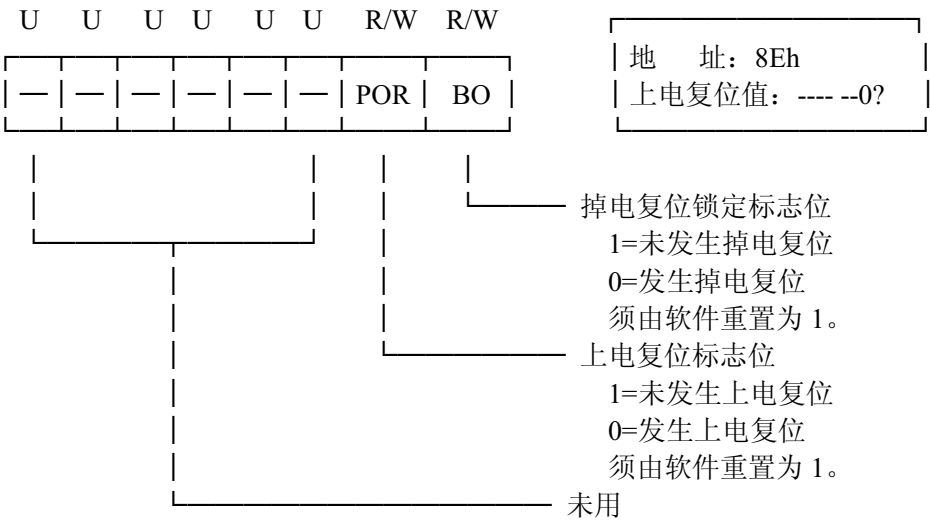 U U U U U U R/W R/W
— — — — — — POR BO
地 址：8Eh
上电复位值：---- --0?
掉电复位锁定标志位
1=未发生掉电复位
0=发生掉电复位
须由软件重置为 1。
上电复位标志位
1=未发生上电复位
0=发生上电复位
须由软件重置为 1。
未用